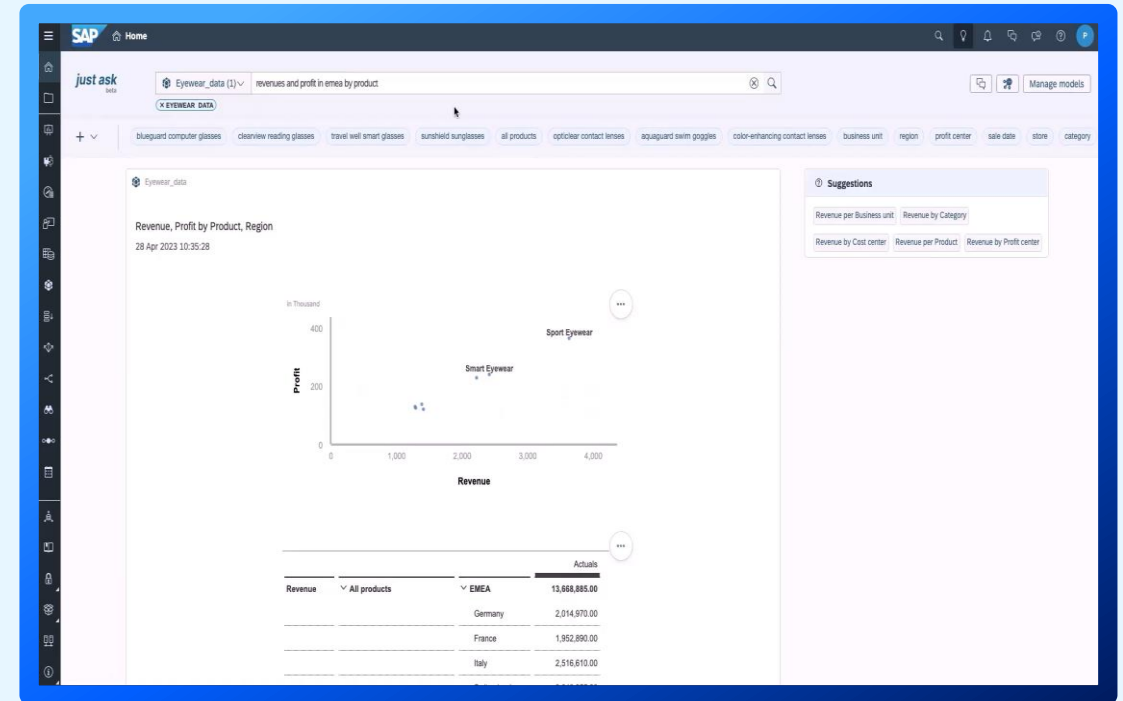 SAP Home P
just ask
beta
Eyewear_data (1) revenues and profit in emea by product
Manage models
× EYEWEAR DATA
+ blueguard computer glasses clearview reading glasses travel well smart glasses sunshield sunglasses all products opticlear contact lenses aquaguard swim goggles color-enhancing contact lenses business unit region profit center sale date store category
Eyewear_data
Revenue, Profit by Product, Region
28 Apr 2023 10:35:28
in Thousand
400
Sport Eyewear
Smart Eyewear
Profit
200
0
0 1,000 2,000 3,000 4,000
Revenue
Actuals
Revenue All products EMEA 13,668,885.00
Germany 2,014,970.00
France 1,952,890.00
Italy 2,516,610.00
Suggestions
Revenue per Business unit Revenue by Category
Revenue by Cost center Revenue per Product Revenue by Profit center